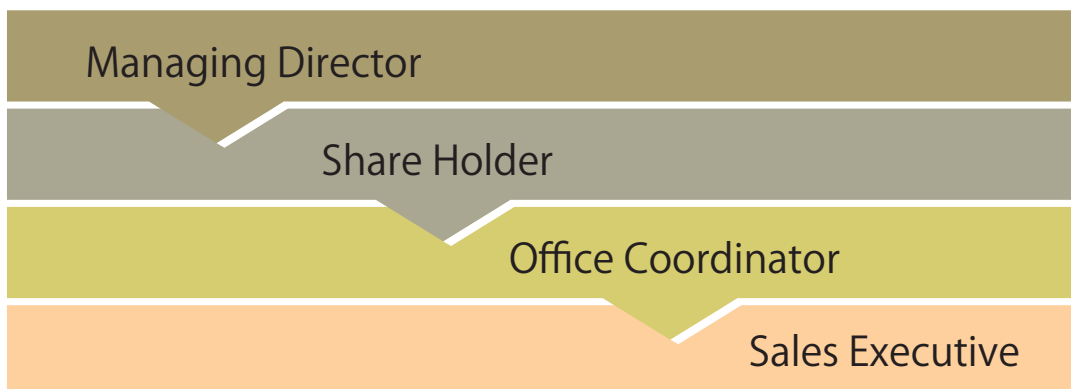 Managing Director
Share Holder
Office Coordinator
Sales Executive